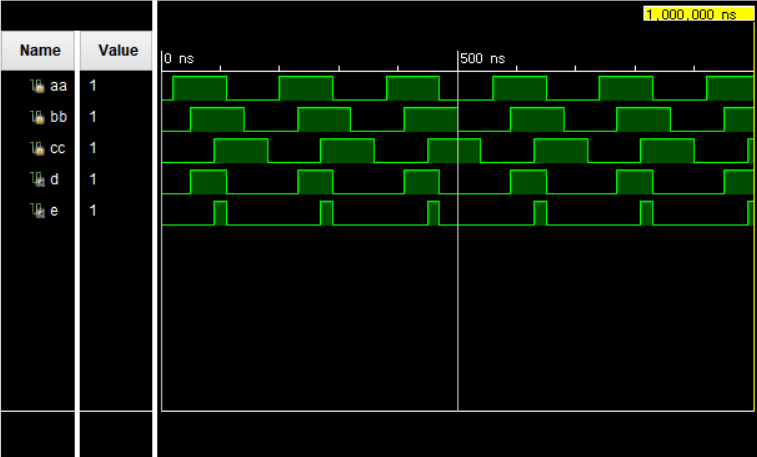 1,000,000 ns
Name Value
0 ns 500 ns
aa 1
bb 1
cc 1
d 1
e 1